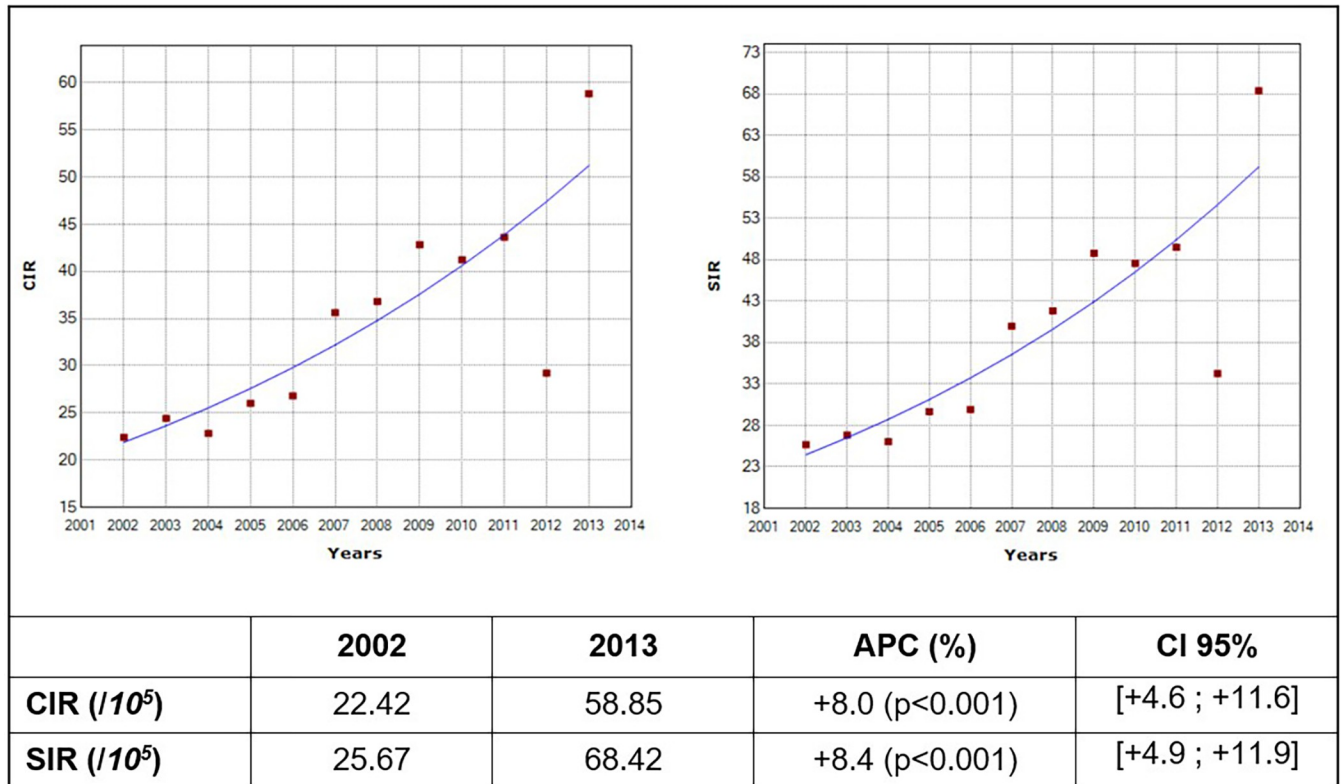 60
55
50
45
40
35
30
25
20
15
CIR
2001 2002 2003 2004 2005 2006 2007 2008 2009 2010 2011 2012 2013 2014
Years
73
68
63
58
53
48
43
38
33
28
23
18
SIR
2001 2002 2003 2004 2005 2006 2007 2008 2009 2010 2011 2012 2013 2014
Years
2002 2013 APC (%) CI 95%
CIR (/10⁵) 22.42 58.85 +8.0 (p<0.001) [+4.6 ; +11.6]
SIR (/10⁵) 25.67 68.42 +8.4 (p<0.001) [+4.9 ; +11.9]